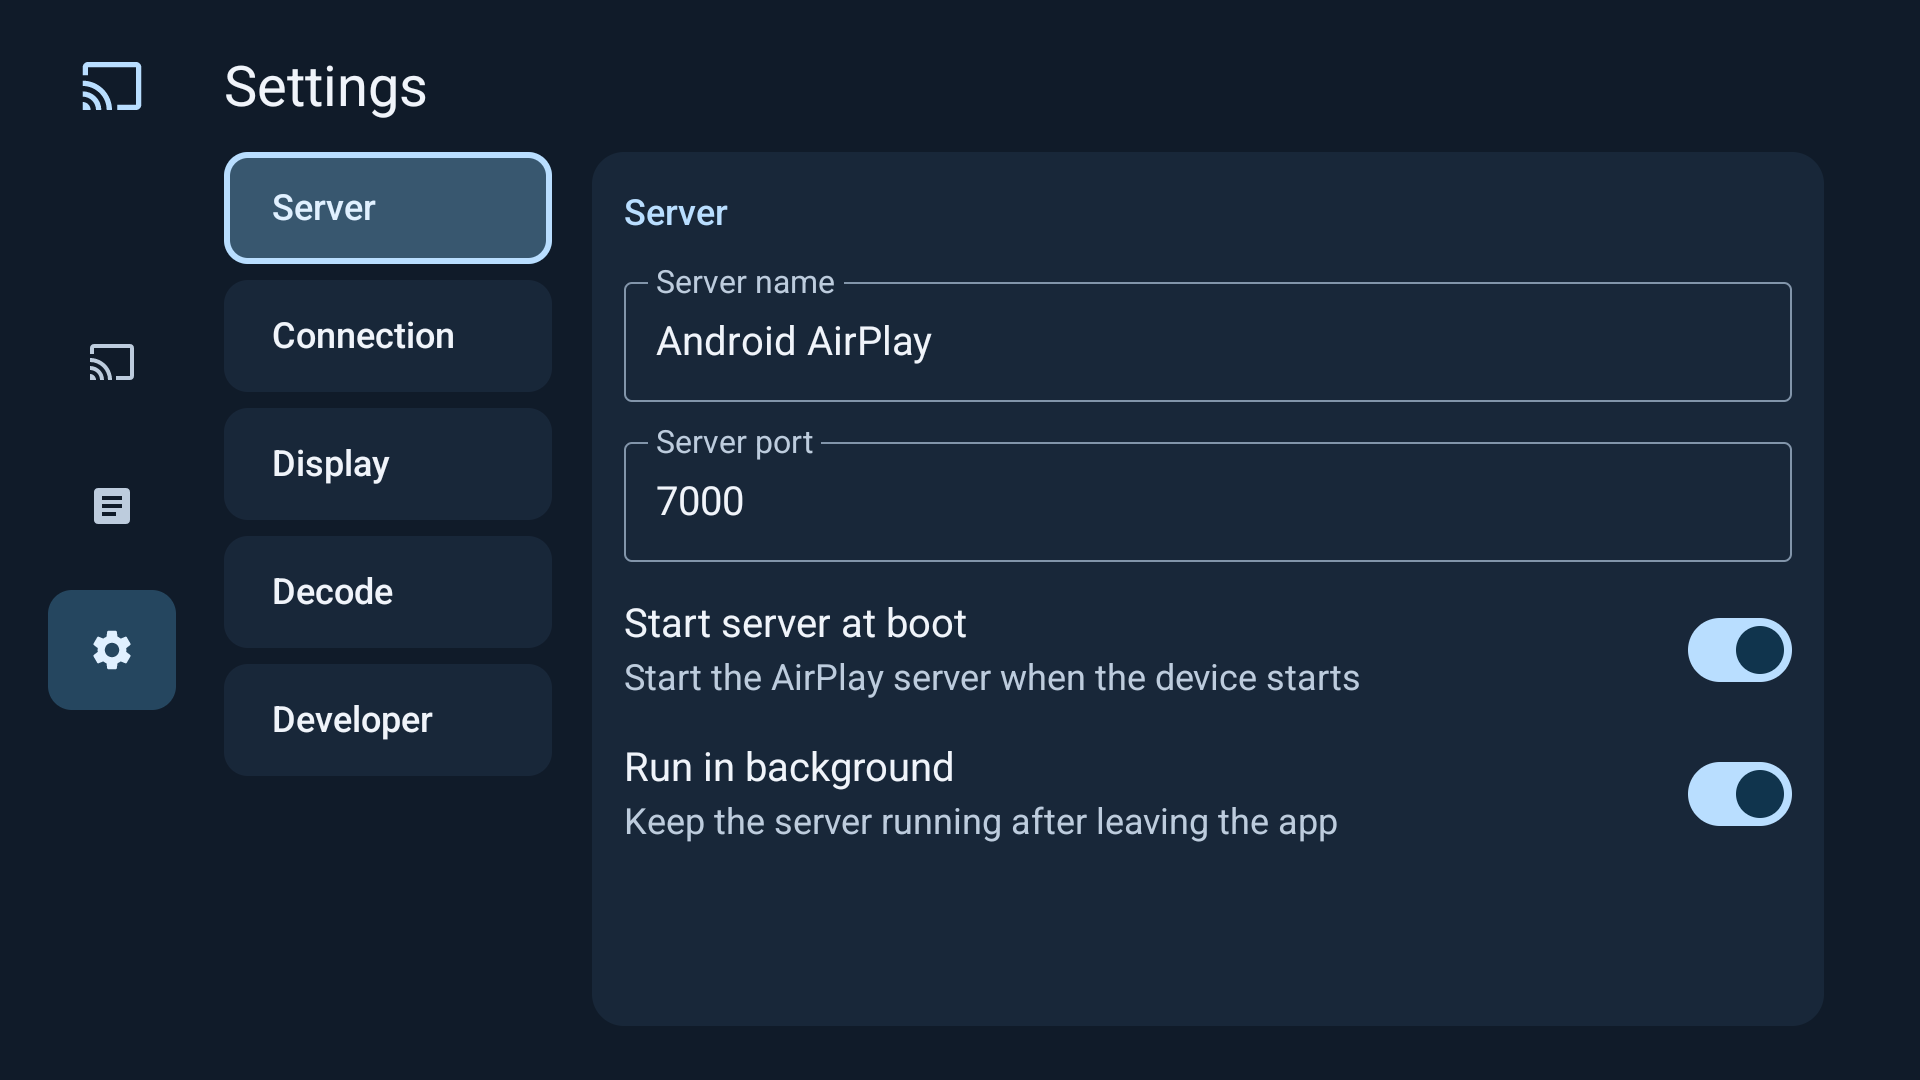 Settings
Server
Connection
Display
Decode
Developer
Server
Server name
Android AirPlay
Server port
7000
Start server at boot
Start the AirPlay server when the device starts
Run in background
Keep the server running after leaving the app